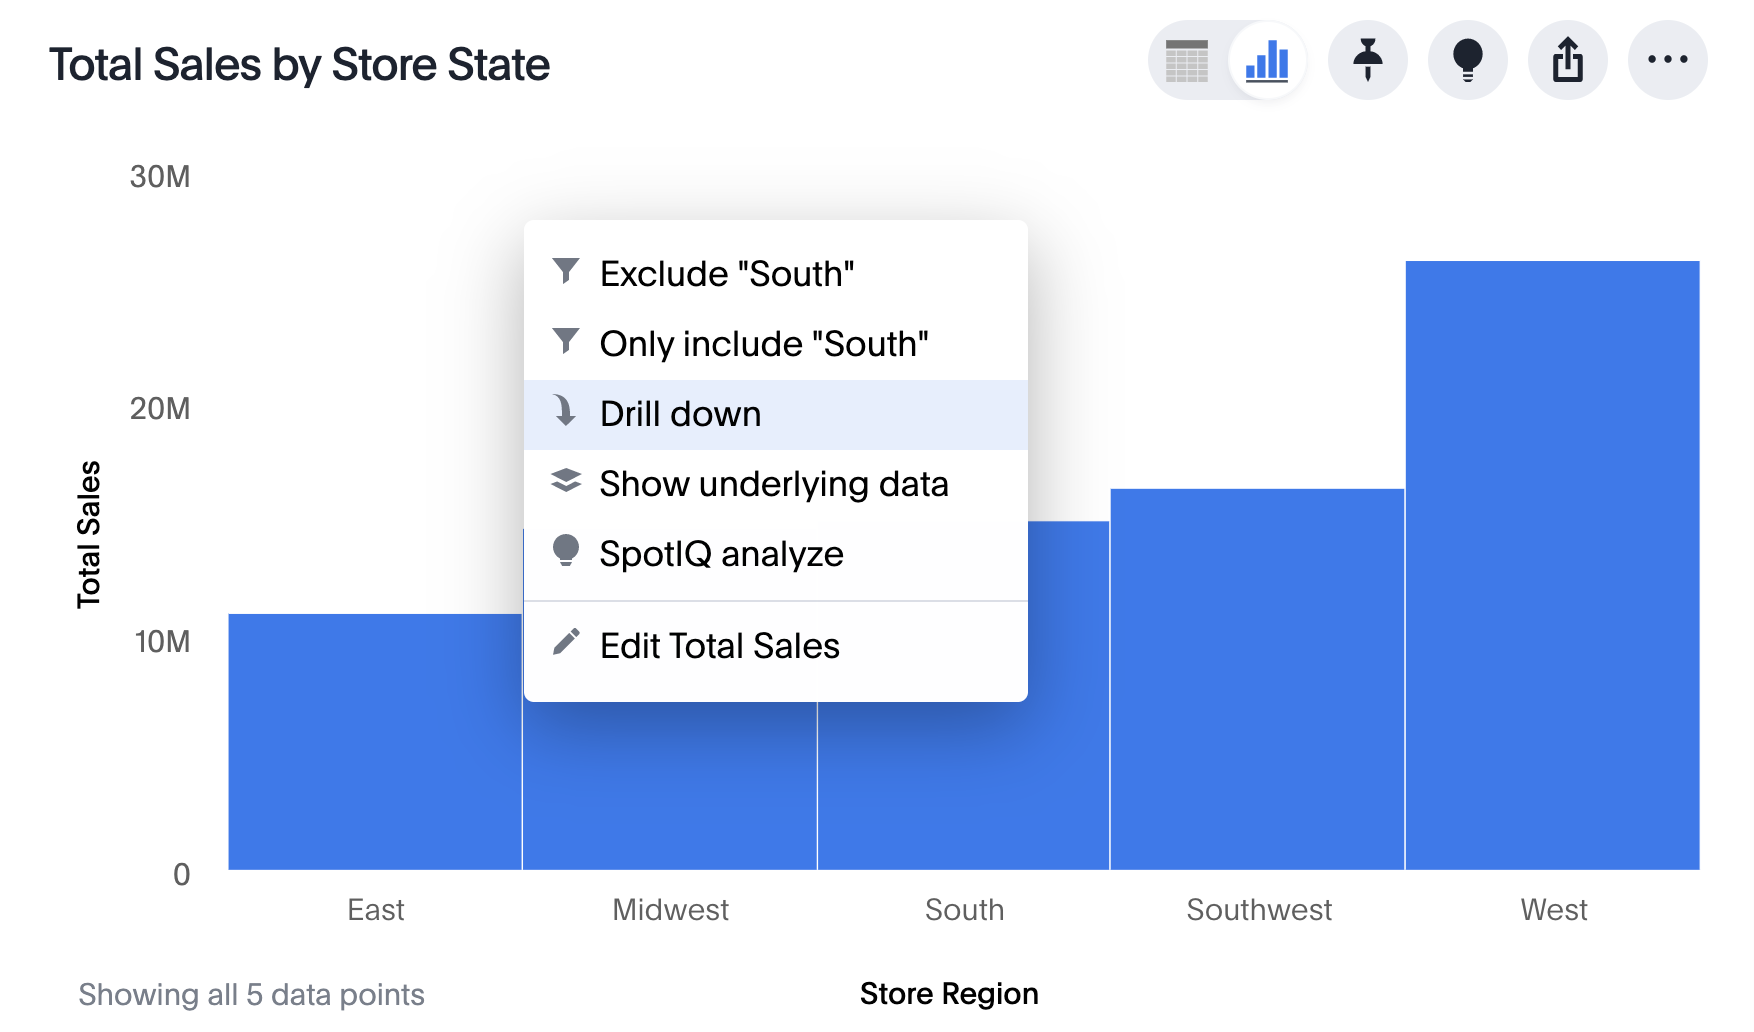 Total Sales by Store State
30M
20M
10M
0
Total Sales
Exclude "South"
Only include "South"
Drill down
Show underlying data
SpotIQ analyze
Edit Total Sales
East
Midwest
South
Southwest
West
Showing all 5 data points
Store Region